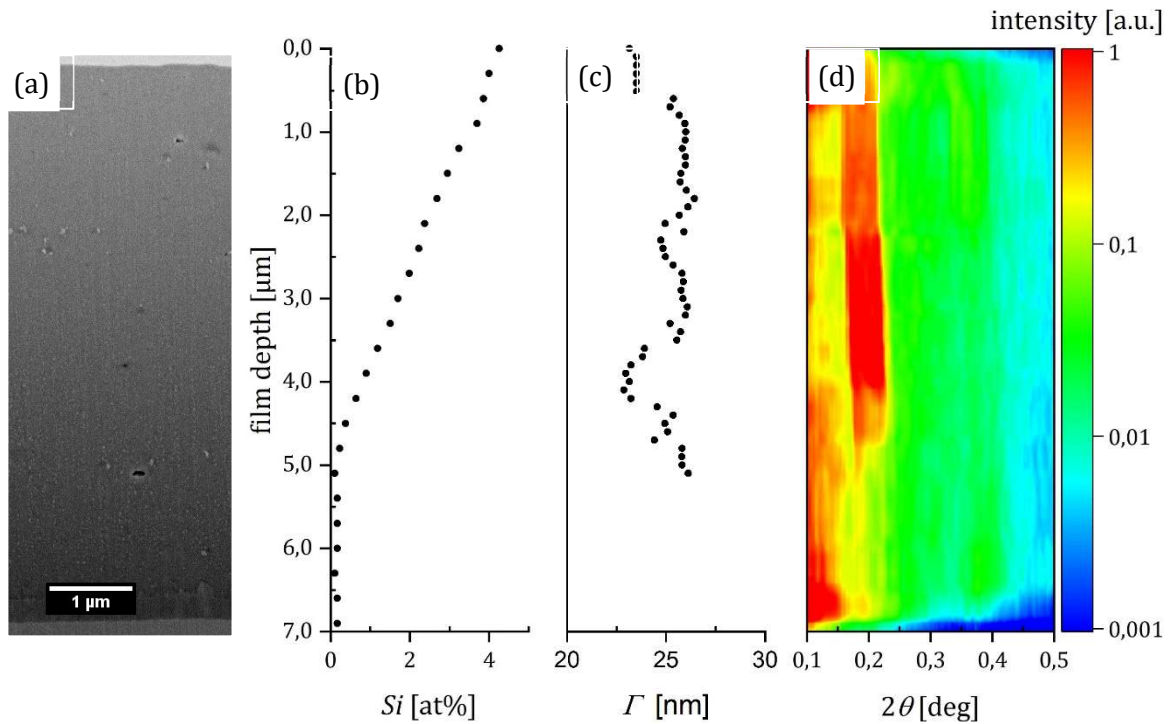 intensity [a.u.]
(a)
(b)
(c)
(d)
0,0
1,0
2,0
3,0
4,0
5,0
6,0
7,0
film depth [µm]
1 µm
0 2 4
Si [at%]
20 25 30
Γ [nm]
0,1 0,2 0,3 0,4 0,5
2θ [deg]
1
0,1
0,01
0,001